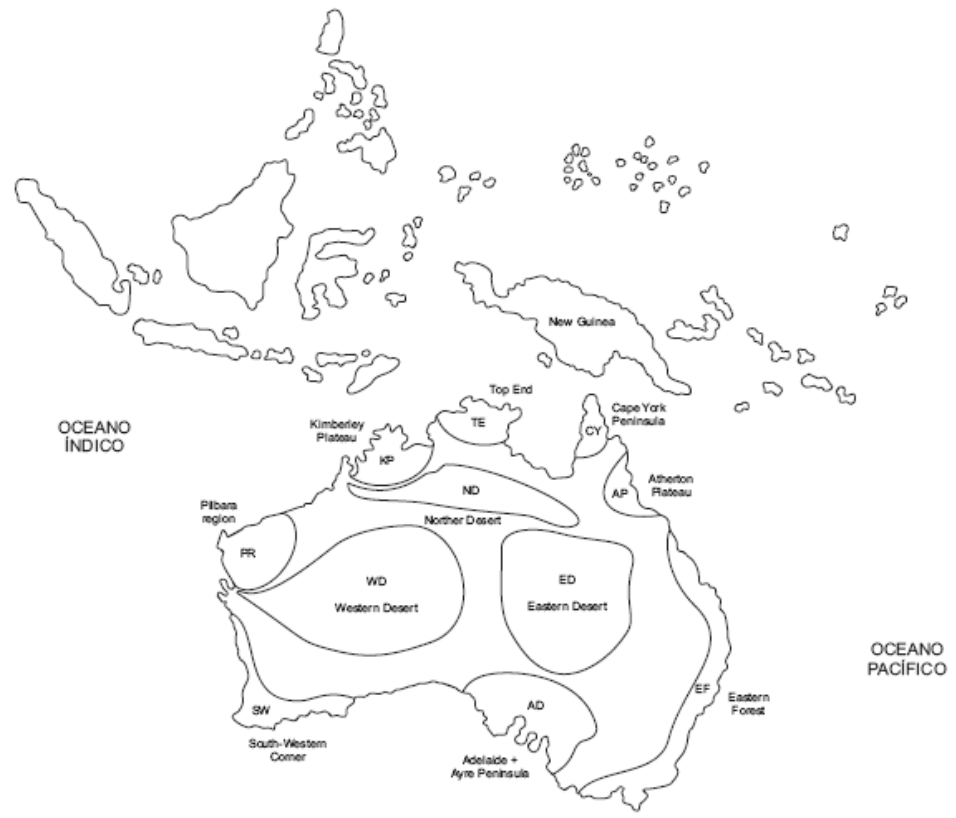 New Guinea
Top End
TE
Cape York
Peninsula
CY
OCEANO
ÍNDICO
Kimberley
Plateau
KP
Atherton
Plateau
AP
ND
Norther Desert
Pilbara
region
PR
WD
Western Desert
ED
Eastern Desert
OCEANO
PACÍFICO
EF
Eastern
Forest
SW
South-Western
Corner
AD
Adelaide +
Ayre Peninsula